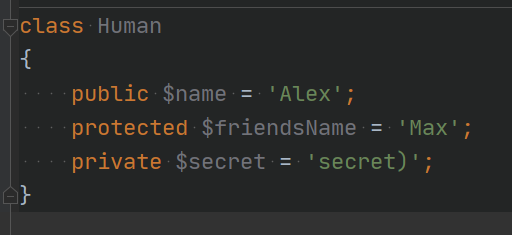 class Human
{
    public $name = 'Alex';
    protected $friendsName = 'Max';
    private $secret = 'secret)';
}